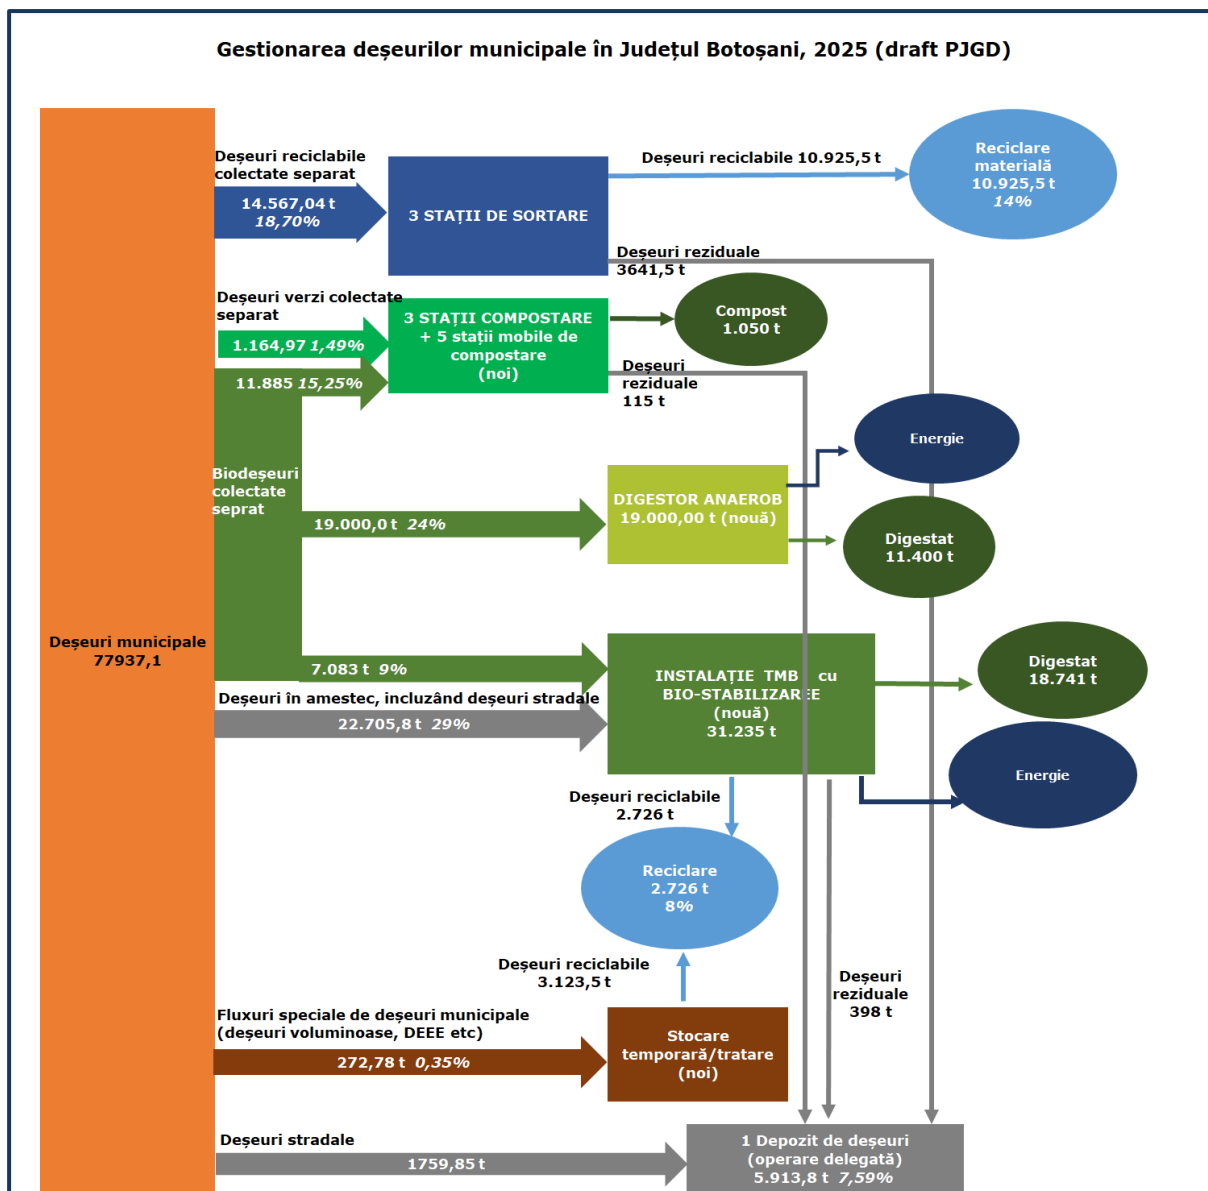 Gestionarea deșeurilor municipale în Județul Botoșani, 2025 (draft PJGD)
Deșeuri reciclabile
colectate separat
14.567,04 t
18,70%
3 STAȚII DE SORTARE
Deșeuri reciclabile 10.925,5 t
Reciclare
materială
10.925,5 t
14%
Deșeuri reziduale
3641,5 t
Deșeuri verzi colectate
separat
1.164,97 1,49%
11.885 15,25%
3 STAȚII COMPOSTARE
+ 5 stații mobile de
compostare
(noi)
Compost
1.050 t
Deșeuri
reziduale
115 t
Energie
Biodeșeuri
colectate
seprat
19.000,0 t 24%
DIGESTOR ANAEROB
19.000,00 t (nouă)
Digestat
11.400 t
Deșeuri municipale
77937,1
7.083 t 9%
Deșeuri în amestec, incluzând deșeuri stradale
22.705,8 t 29%
INSTALAȚIE TMB cu
BIO-STABILIZAREE
(nouă)
31.235 t
Digestat
18.741 t
Energie
Deșeuri reciclabile
2.726 t
Reciclare
2.726 t
8%
Deșeuri reciclabile
3.123,5 t
Deșeuri
reziduale
398 t
Fluxuri speciale de deșeuri municipale
(deșeuri voluminoase, DEEE etc)
272,78 t 0,35%
Stocare
temporară/tratare
(noi)
Deșeuri stradale
1759,85 t
1 Depozit de deșeuri
(operare delegată)
5.913,8 t 7,59%